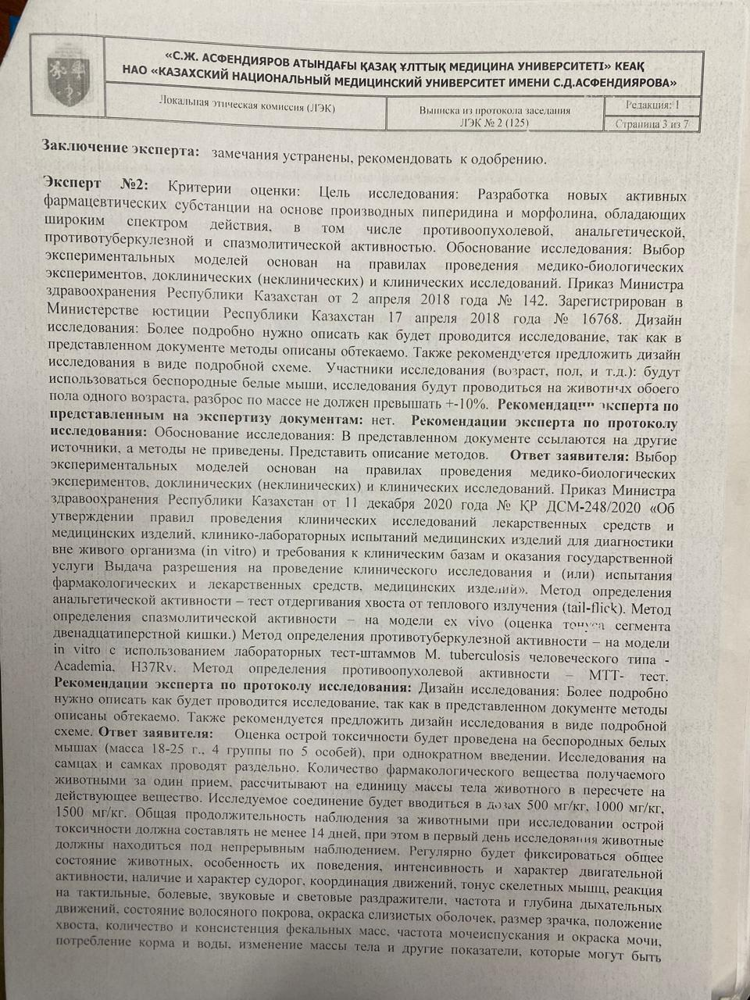 «С.Ж. АСФЕНДИЯРОВ АТЫНДАҒЫ ҚАЗАҚ ҰЛТТЫҚ МЕДИЦИНА УНИВЕРСИТЕТІ» КЕАҚ
НАО «КАЗАХСКИЙ НАЦИОНАЛЬНЫЙ МЕДИЦИНСКИЙ УНИВЕРСИТЕТ ИМЕНИ С.Д.АСФЕНДИЯРОВА»
Локальная этическая комиссия (ЛЭК)
Выписка из протокола заседания
ЛЭК № 2 (125)
Редакция: 1
Страница 3 из 7
Заключение эксперта: замечания устранены, рекомендовать к одобрению.
Эксперт №2: Критерии оценки: Цель исследования: Разработка новых активных
фармацевтических субстанции на основе производных пиперидина и морфолина, обладающих
широким спектром действия, в том числе противоопухолевой, анальгетической,
противотуберкулезной и спазмолитической активностью. Обоснование исследования: Выбор
экспериментальных моделей основан на правилах проведения медико-биологических
экспериментов, доклинических (неклинических) и клинических исследований. Приказ Министра
здравоохранения Республики Казахстан от 2 апреля 2018 года № 142. Зарегистрирован в
Министерстве юстиции Республики Казахстан 17 апреля 2018 года № 16768. Дизайн
исследования: Более подробно нужно описать как будет проводится исследование, так как в
представленном документе методы описаны обтекаемо. Также рекомендуется предложить дизайн
исследования в виде подробной схеме. Участники исследования (возраст, пол, и т.д.): будут
использоваться беспородные белые мыши, исследования будут проводиться на животных обоего
пола одного возраста, разброс по массе не должен превышать +-10%. Рекомендации эксперта по
представленным на экспертизу документам: нет. Рекомендации эксперта по протоколу
исследования: Обоснование исследования: В представленном документе ссылаются на другие
источники, а методы не приведены. Представить описание методов. Ответ заявителя: Выбор
экспериментальных моделей основан на правилах проведения медико-биологических
экспериментов, доклинических (неклинических) и клинических исследований. Приказ Министра
здравоохранения Республики Казахстан от 11 декабря 2020 года № ҚР ДСМ-248/2020 «Об
утверждении правил проведения клинических исследований лекарственных средств и
медицинских изделий, клинико-лабораторных испытаний медицинских изделий для диагностики
вне живого организма (in vitro) и требования к клиническим базам и оказания государственной
услуги Выдача разрешения на проведение клинического исследования и (или) испытания
фармакологических и лекарственных средств, медицинских изделий». Метод определения
анальгетической активности – тест отдергивания хвоста от теплового излучения (tail-flick). Метод
определения спазмолитической активности – на модели ex vivo (оценка тонуса сегмента
двенадцатиперстной кишки.) Метод определения противотуберкулезной активности – на модели
in vitro с использованием лабораторных тест-штаммов M. tuberculosis человеческого типа -
Academia, H37Rv. Метод определения противоопухолевой активности – МТТ- тест.
Рекомендации эксперта по протоколу исследования: Дизайн исследования: Более подробно
нужно описать как будет проводится исследование, так как в представленном документе методы
описаны обтекаемо. Также рекомендуется предложить дизайн исследования в виде подробной
схеме. Ответ заявителя: Оценка острой токсичности будет проведена на беспородных белых
мышах (масса 18-25 г., 4 группы по 5 особей), при однократном введении. Исследования на
самцах и самках проводят раздельно. Количество фармакологического вещества получаемого
животными за один прием, рассчитывают на единицу массы тела животного в пересчете на
действующее вещество. Исследуемое соединение будет вводиться в дозах 500 мг/кг, 1000 мг/кг,
1500 мг/кг. Общая продолжительность наблюдения за животными при исследовании острой
токсичности должна составлять не менее 14 дней, при этом в первый день исследования животные
должны находиться под непрерывным наблюдением. Регулярно будет фиксироваться общее
состояние животных, особенность их поведения, интенсивность и характер двигательной
активности, наличие и характер судорог, координация движений, тонус скелетных мышц, реакция
на тактильные, болевые, звуковые и световые раздражители, частота и глубина дыхательных
движений, состояние волосяного покрова, окраска слизистых оболочек, размер зрачка, положение
хвоста, количество и консистенция фекальных масс, частота мочеиспускания и окраска мочи,
потребление корма и воды, изменение массы тела и другие показатели, которые могут быть